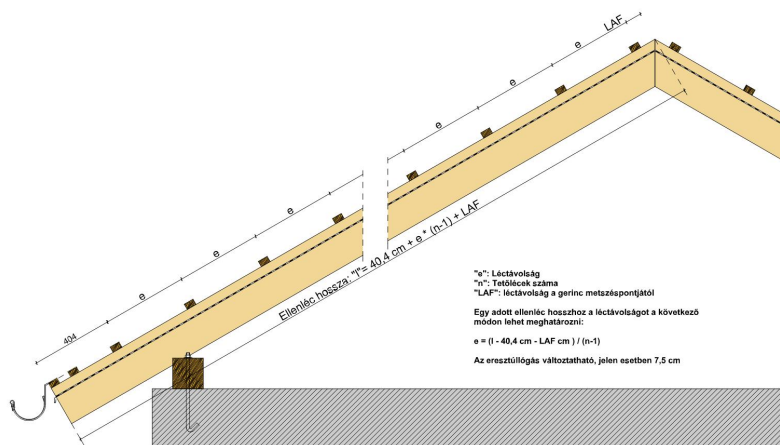 LAF
e
e
e
e
e
e
404
Ellenléc hossza: "l"= 40,4 cm + e * (n-1) + LAF
"e": Léctávolság
"n": Tetőlécek száma
"LAF": léctávolság a gerinc metszéspontjától
Egy adott ellenléc hosszhoz a léctávolságot a következő
módon lehet meghatározni:
e = (l - 40,4 cm - LAF cm ) / (n-1)
Az eresztúllógás változtatható, jelen esetben 7,5 cm